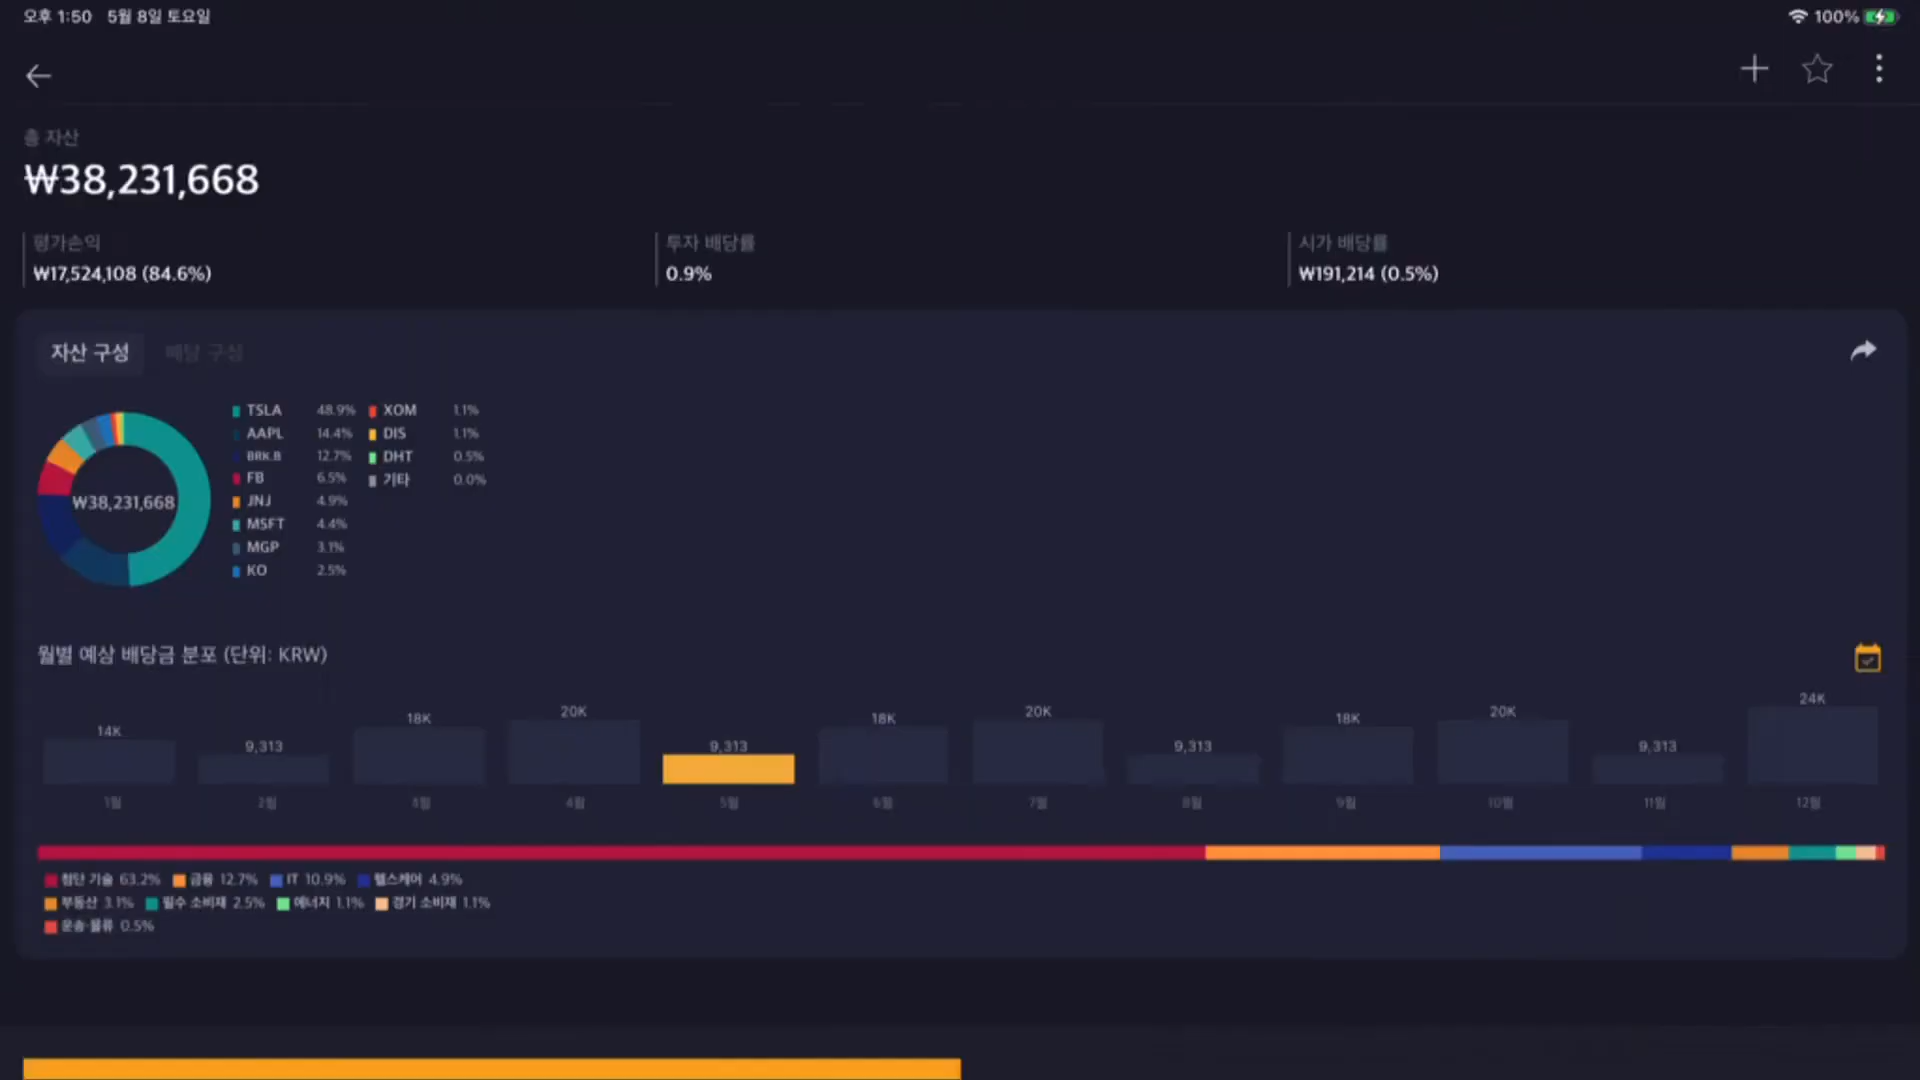 오후 1:50 5월 8일 토요일
100%
총 자산
₩38,231,668
평가손익
₩17,524,108 (84.6%)
투자 배당률
0.9%
시가 배당률
₩191,214 (0.5%)
자산 구성 배당 구성
TSLA 48.9% XOM 1.1%
AAPL 14.4% DIS 1.1%
BRK.B 12.7% DHT 0.5%
FB 6.5% 기타 0.0%
₩38,231,668
JNJ 4.9%
MSFT 4.4%
MGP 3.1%
KO 2.5%
월별 예상 배당금 분포 (단위: KRW)
14K 9,313 18K 20K 9,313 18K 20K 9,313 18K 20K 9,313 24K
1월 2월 3월 4월 5월 6월 7월 8월 9월 10월 11월 12월
첨단 기술 63.2% 금융 12.7% IT 10.9% 헬스케어 4.9%
부동산 3.1% 필수 소비재 2.5% 에너지 1.1% 경기 소비재 1.1%
운송·물류 0.5%